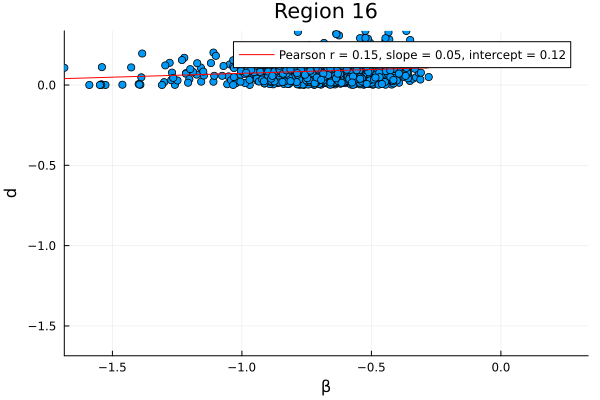 Region 16
Pearson r = 0.15, slope = 0.05, intercept = 0.12
0.0
−0.5
−1.0
−1.5
d
−1.5
−1.0
−0.5
0.0
β